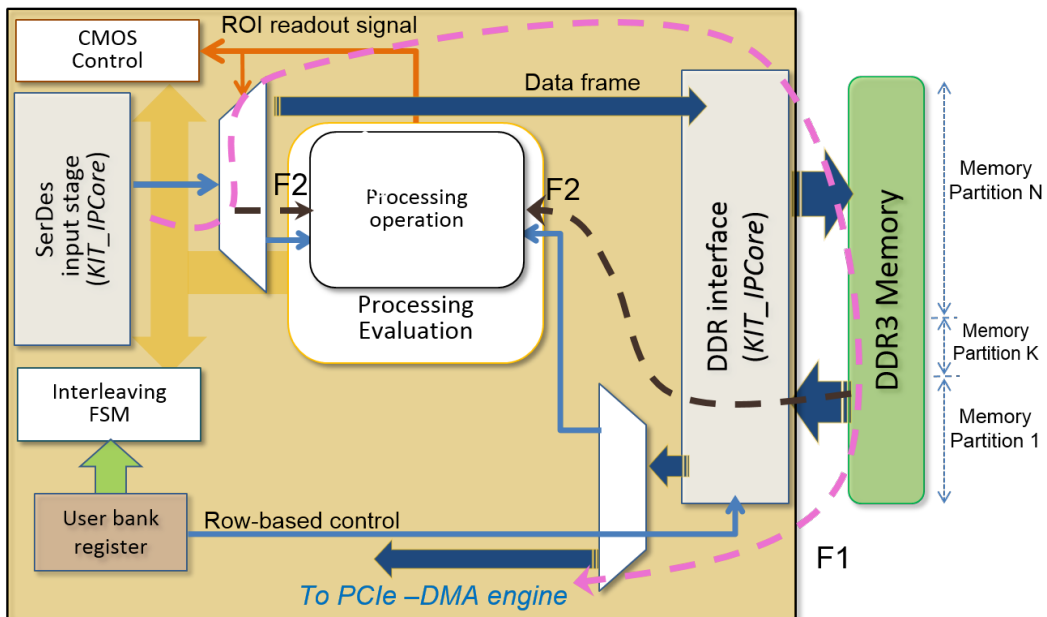 ROI readout signal
CMOS
Control
Data frame
SerDes
input stage
(KIT_IPCore)
F2
Processing
operation
F2
Processing
Evaluation
DDR interface
(KIT_IPCore)
DDR3 Memory
Memory
Partition N
Memory
Partition K
Memory
Partition 1
Interleaving
FSM
User bank
register
Row-based control
To PCIe –DMA engine
F1